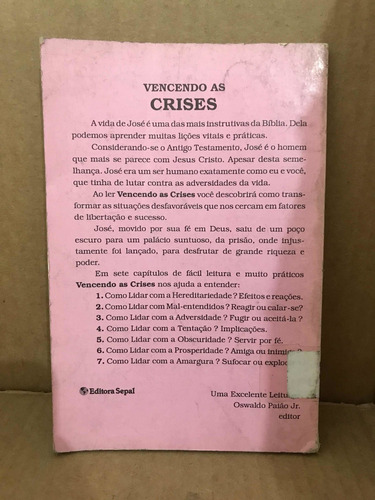 VENCENDO AS
CRISES
A vida de José é uma das mais instrutivas da Bíblia. Dela
podemos aprender muitas lições vitais e práticas.
Considerando-se o Antigo Testamento, José é o homem
que mais se parece com Jesus Cristo. Apesar desta seme-
lhança. José era um ser humano exatamente como eu e você,
que tinha de lutar contra as adversidades da vida.
Ao ler Vencendo as Crises você descobrirá como trans-
formar as situações desfavoráveis que nos cercam em fatores
de libertação e sucesso.
José, movido por sua fé em Deus, saiu de um poço
escuro para um palácio suntuoso, da prisão, onde injus-
tamente foi lançado, para desfrutar de grande riqueza e
poder.
Em sete capítulos de fácil leitura e muito práticos
Vencendo as Crises nos ajuda a entender:
1. Como Lidar com a Hereditariedade ? Efeitos e reações.
2. Como Lidar com Mal-entendidos ? Reagir ou calar-se?
3. Como Lidar com a Adversidade ? Fugir ou aceitá-la ?
4. Como Lidar com a Tentação ? Implicações.
5. Como Lidar com a Obscuridade ? Servir por fé.
6. Como Lidar com a Prosperidade ? Amiga ou
7. Como Lidar com a Amargura ? Sufocar ou
Editora Sepal
Uma Excelente
Oswaldo Paião Jr.
editor